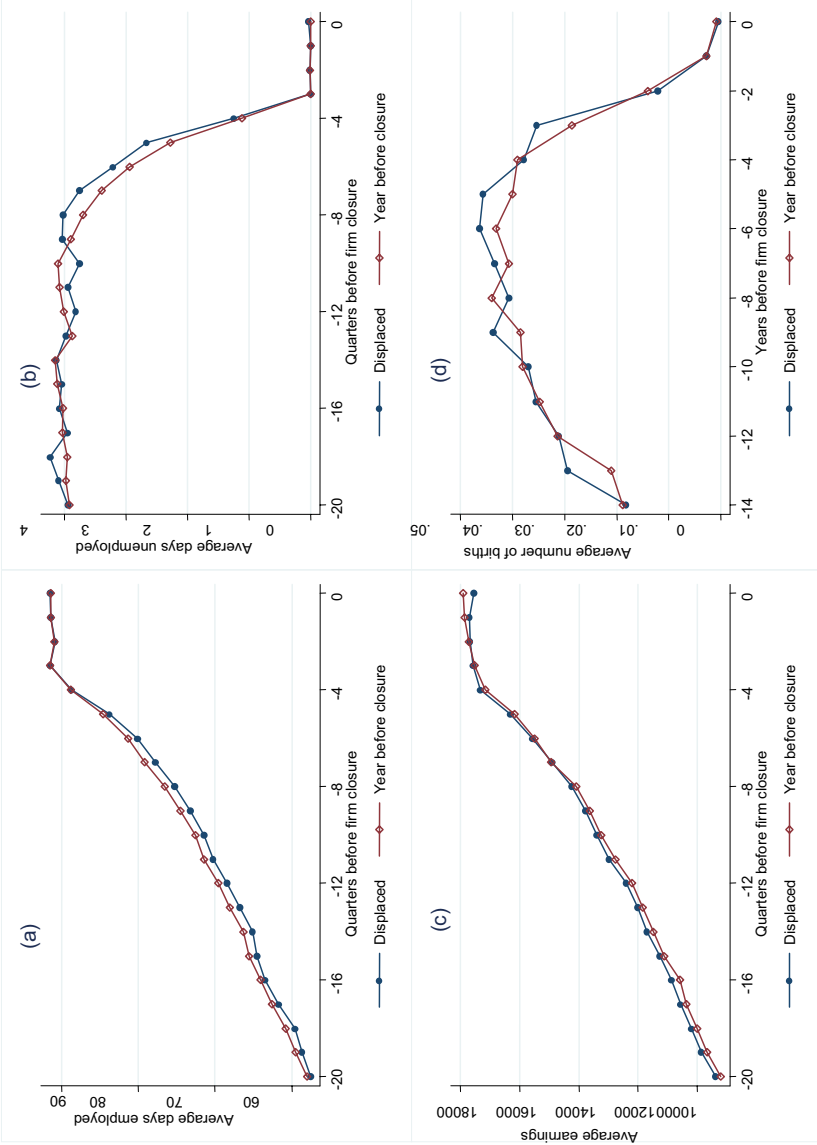 (a)
Average days employed
60 70 80 90
-20 -16 -12 -8 -4 0
Quarters before firm closure
Displaced Year before closure
(b)
Average days unemployed
0 1 2 3 4
-20 -16 -12 -8 -4 0
Quarters before firm closure
Displaced Year before closure
(c)
Average earnings
10000 12000 14000 16000 18000
-20 -16 -12 -8 -4 0
Quarters before firm closure
Displaced Year before closure
(d)
Average number of births
0 .01 .02 .03 .04 .05
-14 -12 -10 -8 -6 -4 -2 0
Years before firm closure
Displaced Year before closure